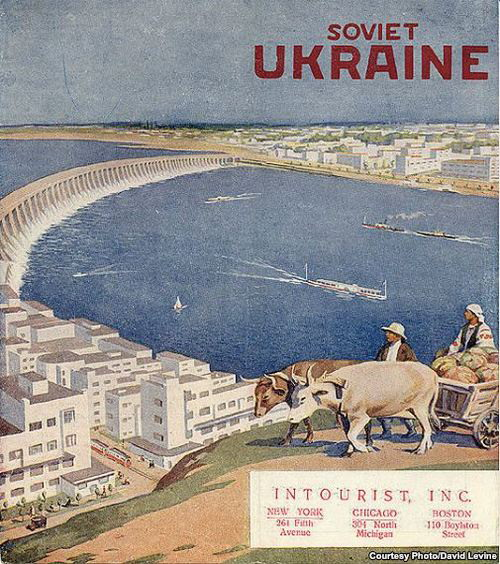 SOVIET
UKRAINE
INTOURIST, INC.
NEW YORK
261 Fifth
Avenue
CHICAGO
304 North
Michigan
BOSTON
110 Boylston
Street
Courtesy Photo/David Levine